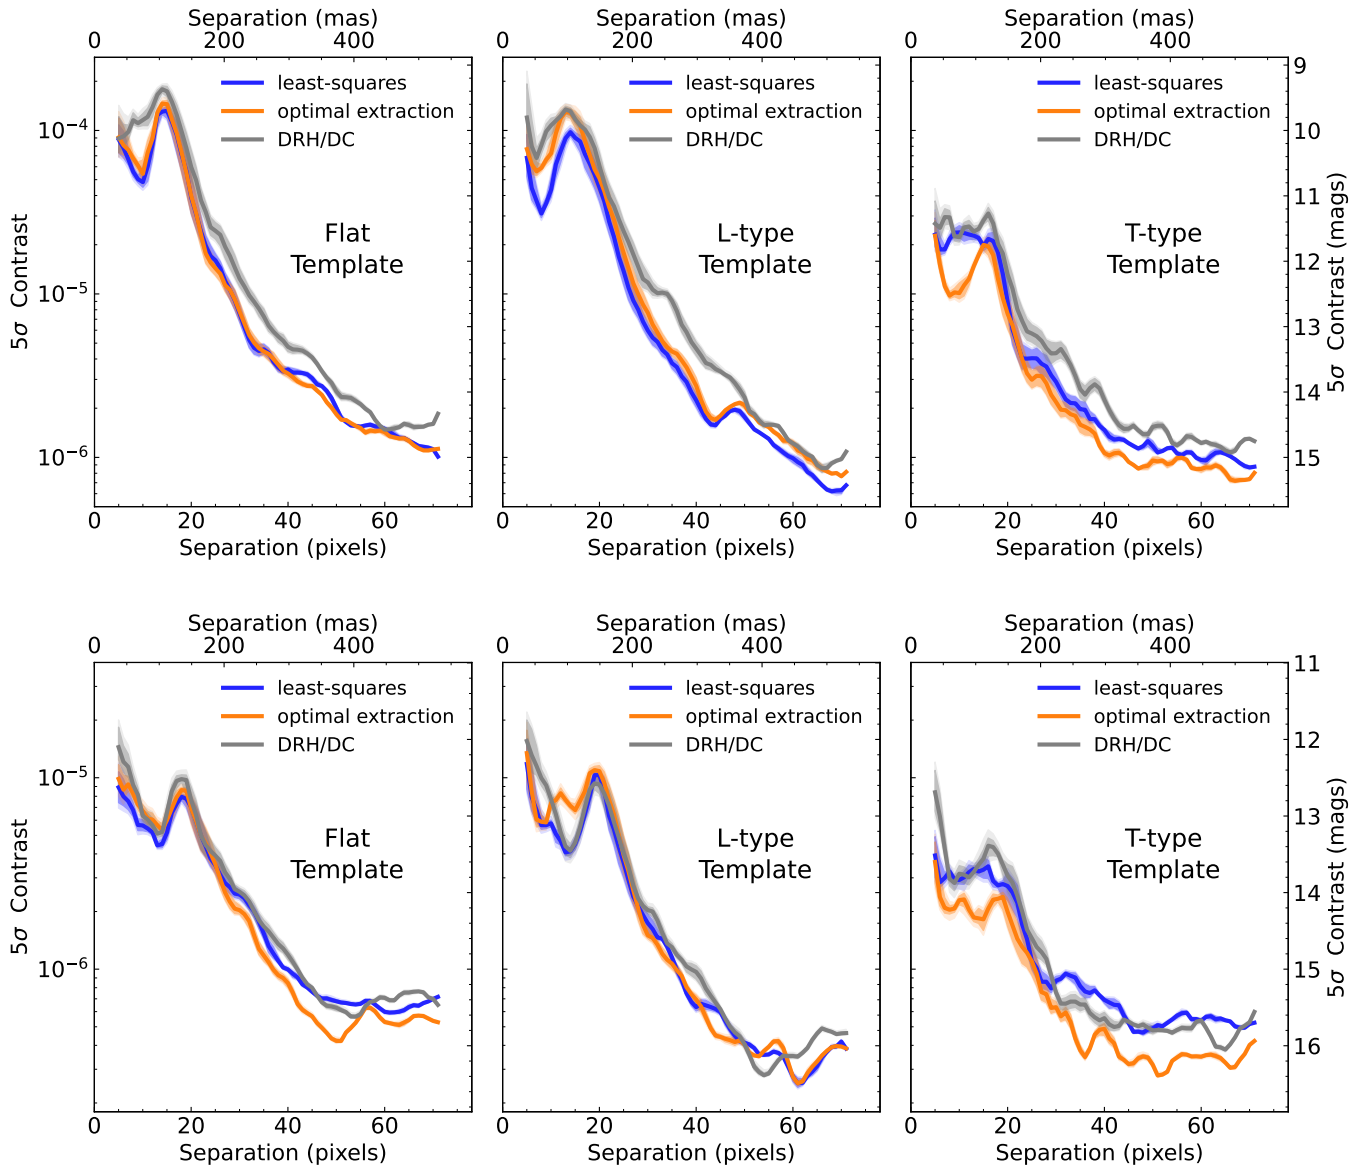 Separation (mas)
0 200 400
Separation (mas)
0 200 400
Separation (mas)
0 200 400
least-squares
optimal extraction
DRH/DC
Flat
Template
least-squares
optimal extraction
DRH/DC
L-type
Template
least-squares
optimal extraction
DRH/DC
T-type
Template
5σ Contrast
10⁻⁴
10⁻⁵
10⁻⁶
9
10
11
12
13
14
15
5σ Contrast (mags)
0 20 40 60
Separation (pixels)
0 20 40 60
Separation (pixels)
0 20 40 60
Separation (pixels)
Separation (mas)
0 200 400
Separation (mas)
0 200 400
Separation (mas)
0 200 400
least-squares
optimal extraction
DRH/DC
Flat
Template
least-squares
optimal extraction
DRH/DC
L-type
Template
least-squares
optimal extraction
DRH/DC
T-type
Template
5σ Contrast
10⁻⁵
10⁻⁶
11
12
13
14
15
16
5σ Contrast (mags)
0 20 40 60
Separation (pixels)
0 20 40 60
Separation (pixels)
0 20 40 60
Separation (pixels)